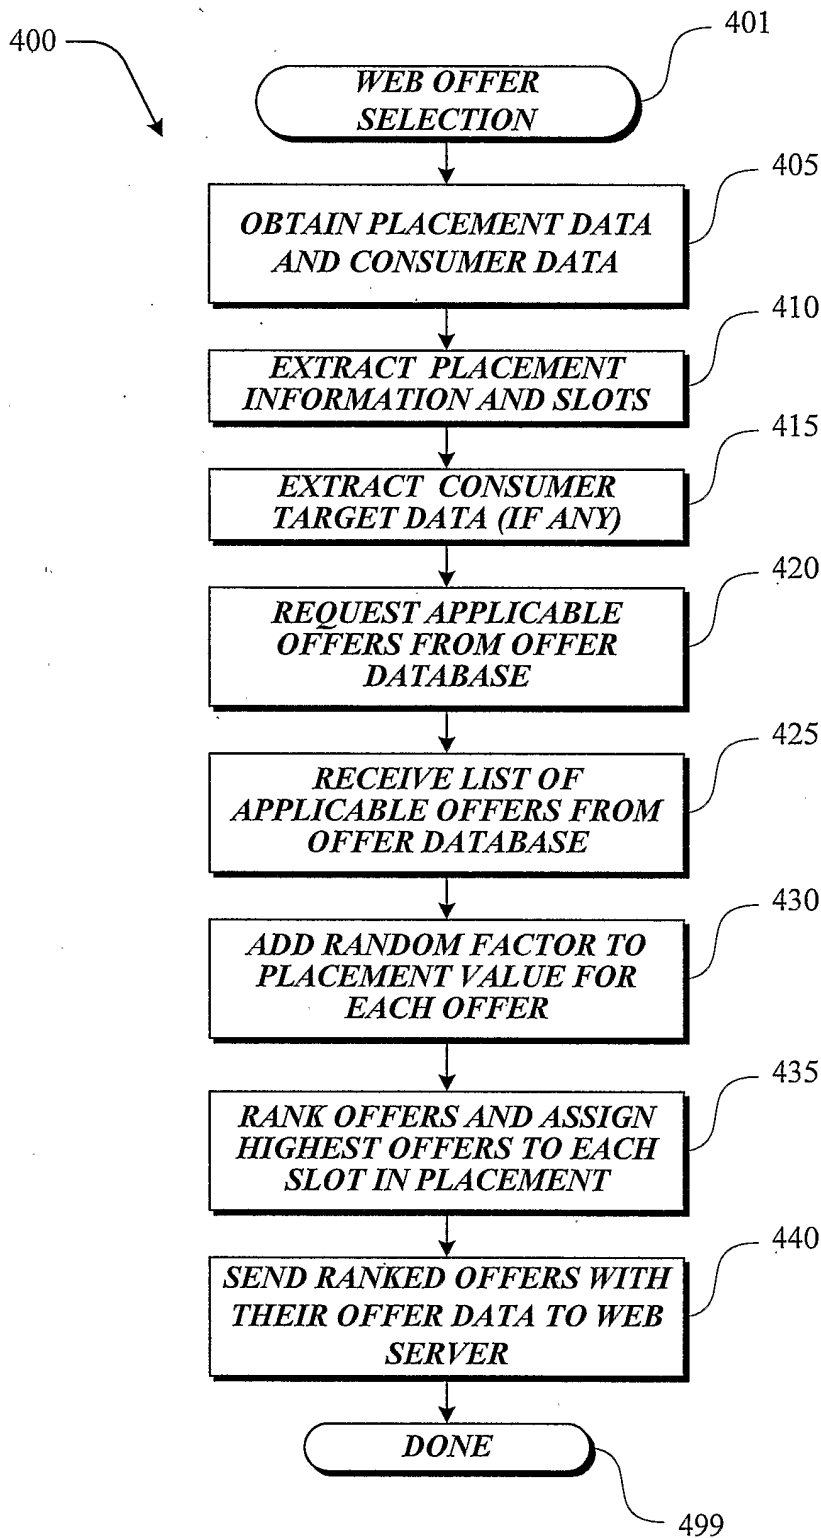 400
401
WEB OFFER
SELECTION
405
OBTAIN PLACEMENT DATA
AND CONSUMER DATA
410
EXTRACT PLACEMENT
INFORMATION AND SLOTS
415
EXTRACT CONSUMER
TARGET DATA (IF ANY)
420
REQUEST APPLICABLE
OFFERS FROM OFFER
DATABASE
425
RECEIVE LIST OF
APPLICABLE OFFERS FROM
OFFER DATABASE
430
ADD RANDOM FACTOR TO
PLACEMENT VALUE FOR
EACH OFFER
435
RANK OFFERS AND ASSIGN
HIGHEST OFFERS TO EACH
SLOT IN PLACEMENT
440
SEND RANKED OFFERS WITH
THEIR OFFER DATA TO WEB
SERVER
DONE
499